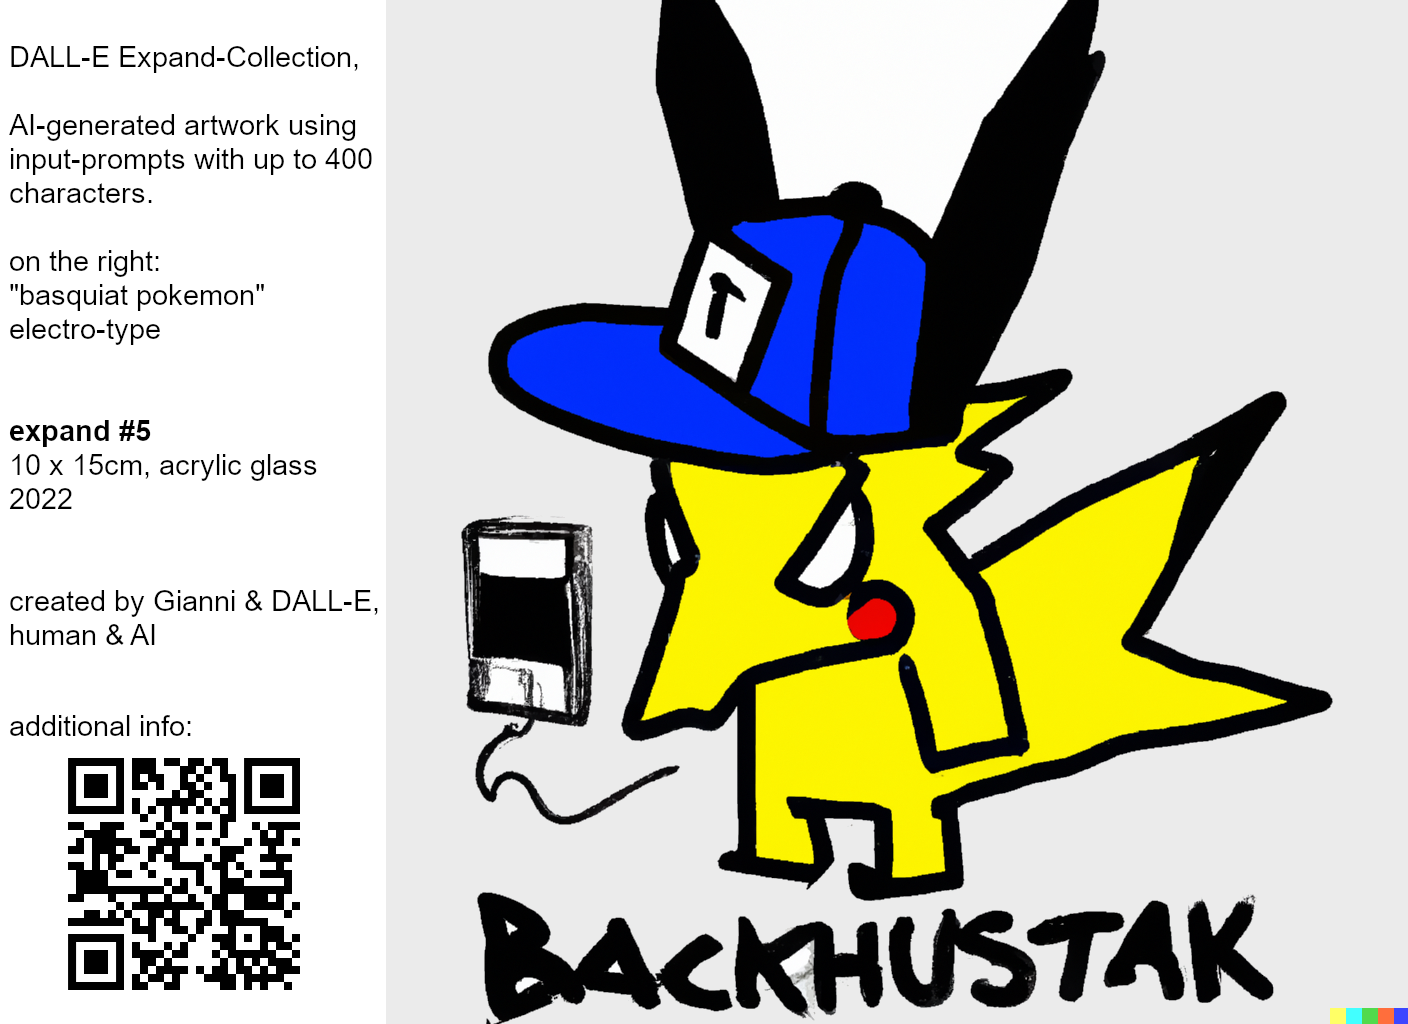 DALL-E Expand-Collection,
AI-generated artwork using
input-prompts with up to 400
characters.
on the right:
"basquiat pokemon"
electro-type
expand #5
10 x 15cm, acrylic glass
2022
created by Gianni & DALL-E,
human & AI
additional info:
T
BACKHUSTAK